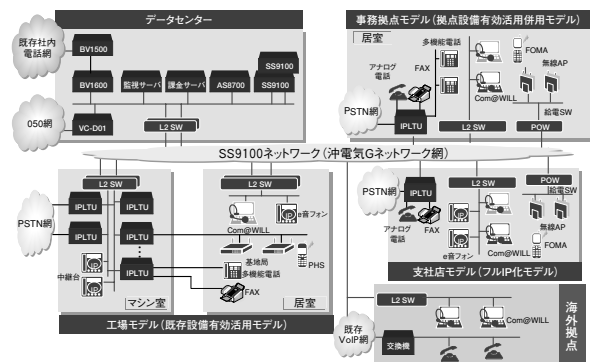 データセンター
既存社内
電話網
BV1500
BV1600
監視サーバ
課金サーバ
AS8700
SS9100
SS9100
050網
VC-D01
L2 SW
事務拠点モデル（拠点設備有効活用併用モデル）
居室
多機能電話
FOMA
アナログ
電話
FAX
無線AP
Com@WILL
給電SW
PSTN網
IPLTU
L2 SW
POW
SS9100ネットワーク（沖電気Gネットワーク網）
L2 SW
PSTN網
IPLTU
IPLTU
IPLTU
IPLTU
中継台
IPLTU
マシン室
L2 SW
e音フォン
Com@WILL
基地局
多機能電話
PHS
FAX
居室
工場モデル（既存設備有効活用モデル）
PSTN網
IPLTU
L2 SW
POW
給電SW
Com@WILL
無線AP
アナログ
電話
FAX
e音フォン
FOMA
支社店モデル（フルIP化モデル）
既存
VoIP網
L2 SW
Com@WILL
交換機
海外拠点